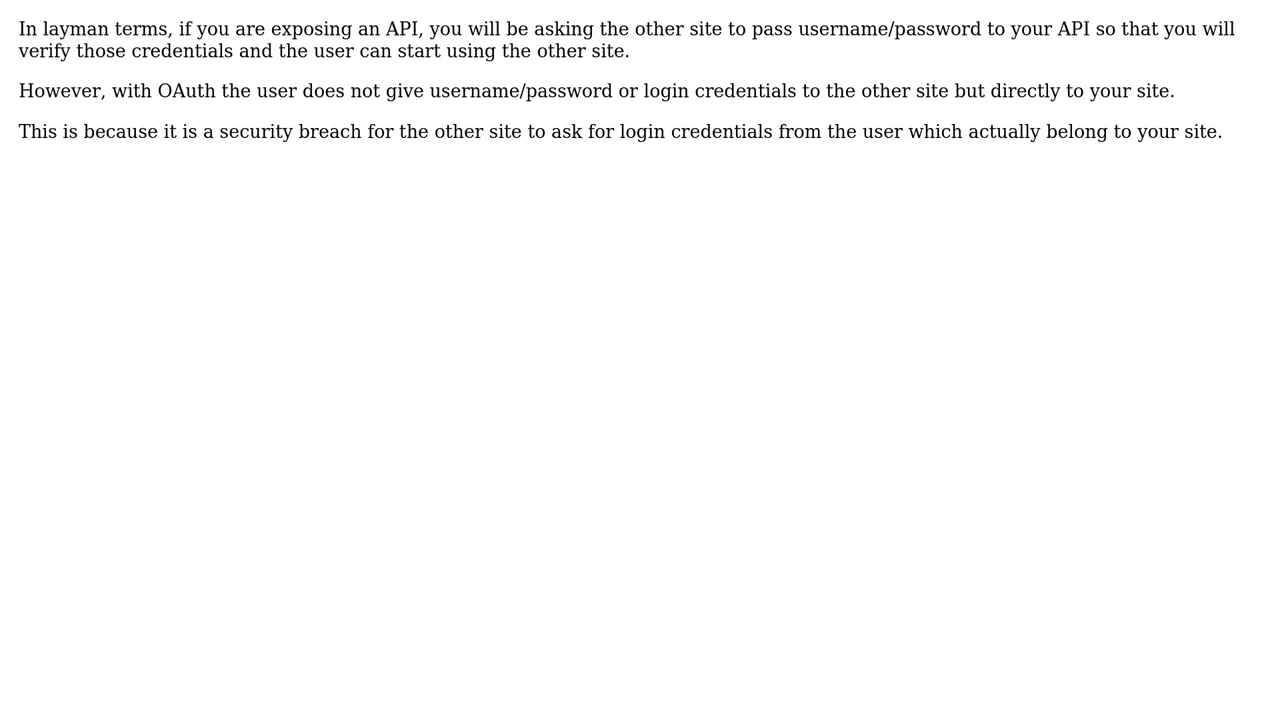 In layman terms, if you are exposing an API, you will be asking the other site to pass username/password to your API so that you will
verify those credentials and the user can start using the other site.
However, with OAuth the user does not give username/password or login credentials to the other site but directly to your site.
This is because it is a security breach for the other site to ask for login credentials from the user which actually belong to your site.